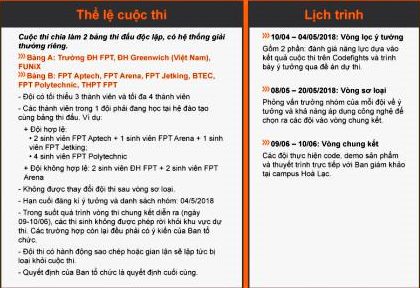 Thể lệ cuộc thi
Cuộc thi chia làm 2 bảng thi đấu độc lập, có hệ thống giải
thưởng riêng.
>>> Bảng A: Trường ĐH FPT, ĐH Greenwich (Việt Nam),
FUNiX
>>> Bảng B: FPT Aptech, FPT Arena, FPT Jetking, BTEC,
FPT Polytechnic, THPT FPT
- Đội có tối thiểu 3 thành viên và tối đa 4 thành viên
- Các thành viên trong 1 đội phải đang học tại hệ đào tạo
cùng bảng thi đấu. Ví dụ:
+ Đội hợp lệ:
• 2 sinh viên FPT Aptech + 1 sinh viên FPT Arena + 1 sinh
viên FPT Jetking;
• 4 sinh viên FPT Polytechnic
+ Đội không hợp lệ: 2 sinh viên ĐH FPT + 2 sinh viên FPT
Arena
- Không được thay đổi đội thi sau vòng sơ loại.
- Hạn cuối đăng kí ý tưởng và danh sách nhóm: 04/5/2018
- Trong suốt quá trình vòng thi chung kết diễn ra (ngày
09-10/06), các thí sinh không được phép rời khỏi khu vực dự
thi. Các trường hợp còn lại đều phải có ý kiến của Ban tổ
chức.
- Đội thi có hành động sao chép hoặc gian lận sẽ lập tức bị
loại khỏi cuộc thi.
- Quyết định của Ban tổ chức là quyết định cuối cùng.
Lịch trình
>>> 10/04 – 04/05/2018: Vòng lọc ý tưởng
Gồm 2 phần: đánh giá năng lực dựa vào
kết quả cuộc thi trên Codefights và trình
bày ý tưởng qua đề án dự thi.
>>> 08/05 – 20/05/2018: Vòng sơ loại
Phỏng vấn trưởng nhóm của mỗi đội về ý
tưởng và khả năng áp dụng công nghệ để
chọn ra các đội vào vòng chung kết.
>>> 09/06 – 10/06: Vòng chung kết
Các đội thực hiện code, demo sản phẩm
và thuyết trình trực tiếp với Ban giám khảo
tại campus Hoà Lạc.